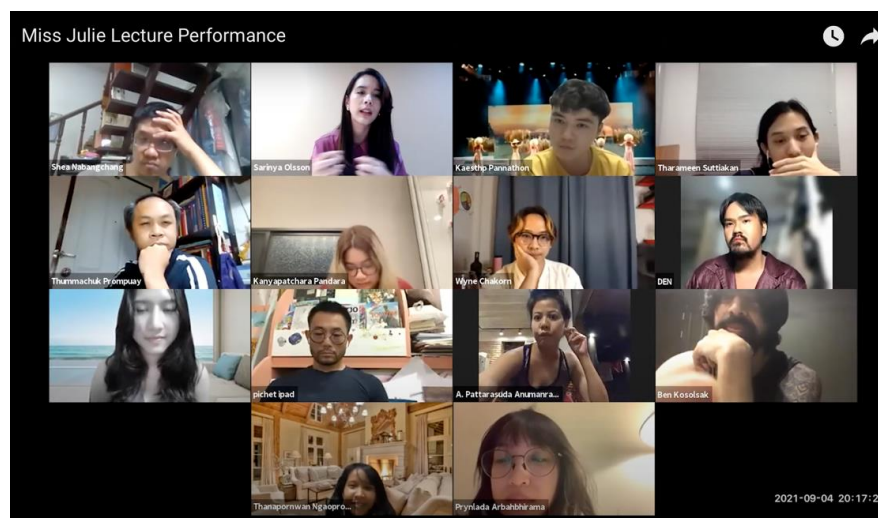 Miss Julie Lecture Performance
Shea Nabangchang
Sarinya Olsson
Kaesthp Pannathon
Tharameen Suttiakan
Thummachuk Prompuay
Kanyapatchara Pandara
Wyne Chakorn
DEN
pichet ipad
A. Pattarasuda Anumanra...
Ben Kosolsak
Thanapornwan Ngaopro...
Prynlada Arbahbhirama
2021-09-04 20:17:2